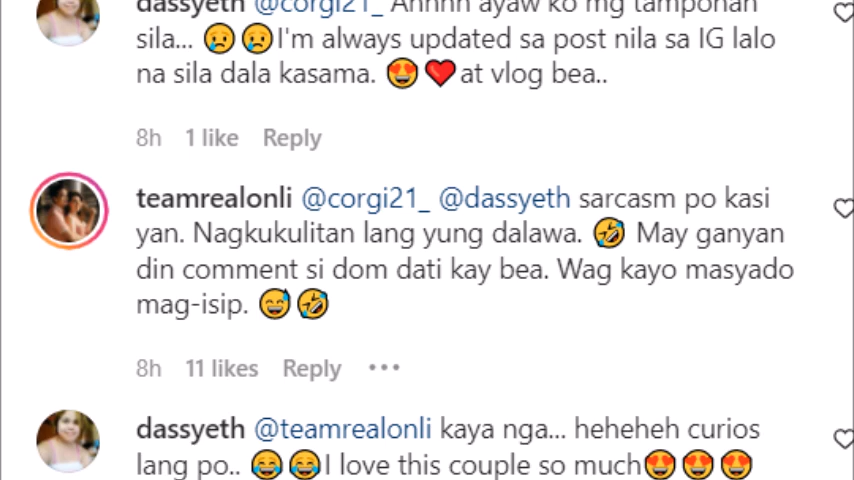 dassyeth @corgi21_ Ahhhh ayaw ko mg tamponan
sila... 😢😢I'm always updated sa post nila sa IG lalo
na sila dala kasama. 😍❤️at vlog bea..
8h 1 like Reply
teamrealonli @corgi21_ @dassyeth sarcasm po kasi
yan. Nagkukulitan lang yung dalawa. 🤣 May ganyan
din comment si dom dati kay bea. Wag kayo masyado
mag-isip. 😅🤣
8h 11 likes Reply •••
dassyeth @teamrealonli kaya nga... heheheh curios
lang po.. 😂😂I love this couple so much😍😍😍